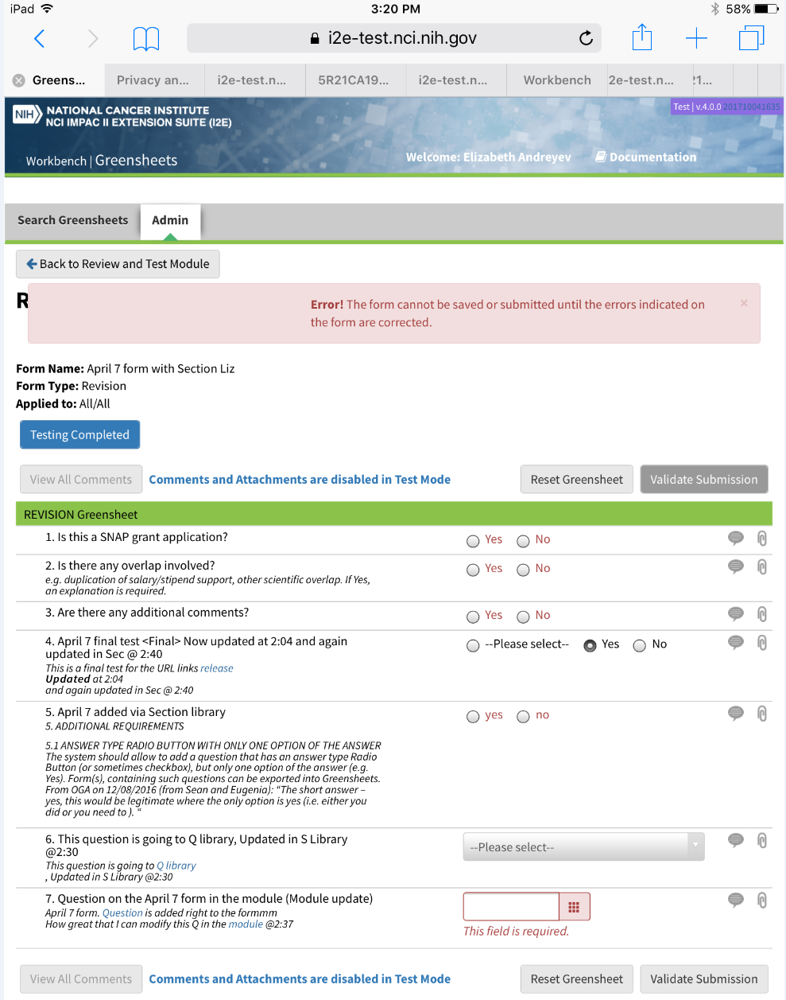 iPad 3:20 PM 58%
i2e-test.nci.nih.gov
Greens... Privacy an... i2e-test.n... 5R21CA19... i2e-test.n... Workbench 2e-test.n... 21...
NIH NATIONAL CANCER INSTITUTE
NCI IMPAC II EXTENSION SUITE (I2E)
Test | v.4.0.0 201710041635
Workbench | Greensheets Welcome: Elizabeth Andreyev Documentation
Search Greensheets Admin
Back to Review and Test Module
R
Error! The form cannot be saved or submitted until the errors indicated on
the form are corrected.
×
Form Name: April 7 form with Section Liz
Form Type: Revision
Applied to: All/All
Testing Completed
View All Comments Comments and Attachments are disabled in Test Mode Reset Greensheet Validate Submission
REVISION Greensheet
1. Is this a SNAP grant application? Yes No
2. Is there any overlap involved? Yes No
e.g. duplication of salary/stipend support, other scientific overlap. If Yes,
an explanation is required.
3. Are there any additional comments? Yes No
4. April 7 final test <Final> Now updated at 2:04 and again --Please select-- Yes No
updated in Sec @ 2:40
This is a final test for the URL links release
Updated at 2:04
and again updated in Sec @ 2:40
5. April 7 added via Section library yes no
5. ADDITIONAL REQUIREMENTS
5.1 ANSWER TYPE RADIO BUTTON WITH ONLY ONE OPTION OF THE ANSWER
The system should allow to add a question that has an answer type Radio
Button (or sometimes checkbox), but only one option of the answer (e.g.
Yes). Form(s), containing such questions can be exported into Greensheets.
From OGA on 12/08/2016 (from Sean and Eugenia): “The short answer –
yes, this would be legitimate where the only option is yes (i.e. either you
did or you need to ). “
6. This question is going to Q library, Updated in S Library --Please select--
@2:30
This question is going to Q library
, Updated in S Library @2:30
7. Question on the April 7 form in the module (Module update)
April 7 form. Question is added right to the formmm
How great that I can modify this Q in the module @2:37
This field is required.
View All Comments Comments and Attachments are disabled in Test Mode Reset Greensheet Validate Submission